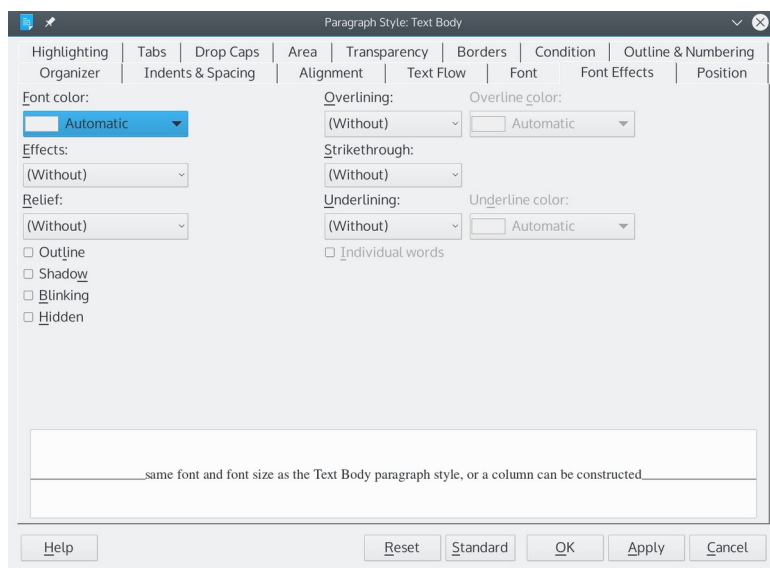 Paragraph Style: Text Body
Highlighting Tabs Drop Caps Area Transparency Borders Condition Outline & Numbering
Organizer Indents & Spacing Alignment Text Flow Font Font Effects Position
Font color: Overlining: Overline color:
Automatic (Without) Automatic
Effects: Strikethrough:
(Without) (Without)
Relief: Underlining: Underline color:
(Without) (Without) Automatic
Outline Individual words
Shadow
Blinking
Hidden
same font and font size as the Text Body paragraph style, or a column can be constructed
Help Reset Standard OK Apply Cancel